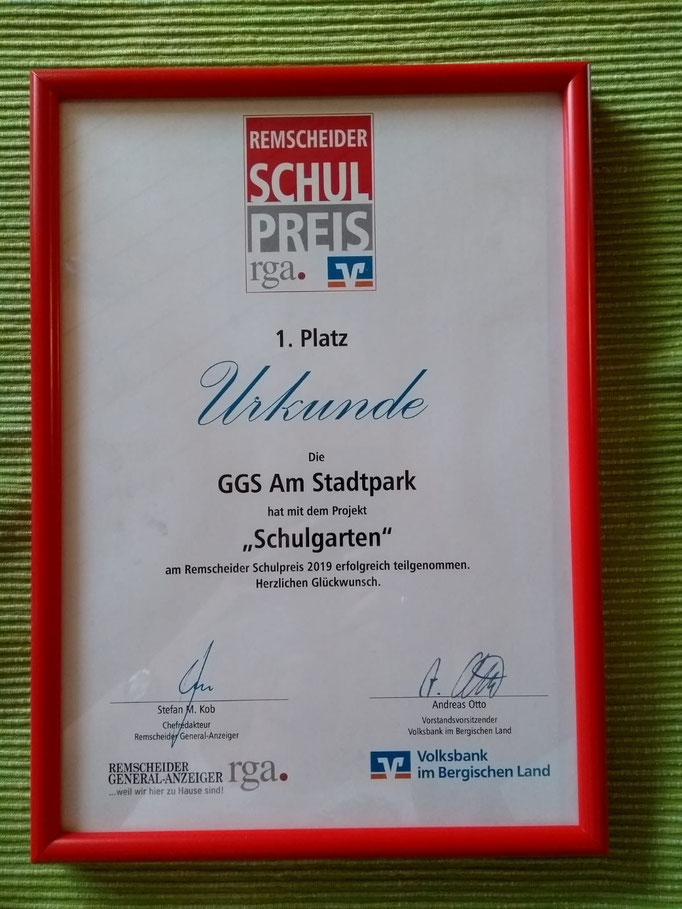 REMSCHEIDER
SCHUL
PREIS
rga.
1. Platz
Urkunde
Die
GGS Am Stadtpark
hat mit dem Projekt
„Schulgarten“
am Remscheider Schulpreis 2019 erfolgreich teilgenommen.
Herzlichen Glückwunsch.
A. Otto
Stefan M. Kob
Chefredakteur
Remscheider General-Anzeiger
Andreas Otto
Vorstandsvorsitzender
Volksbank im Bergischen Land
REMSCHEIDER
GENERAL-ANZEIGER
rga.
...weil wir hier zu Hause sind!
Volksbank
im Bergischen Land